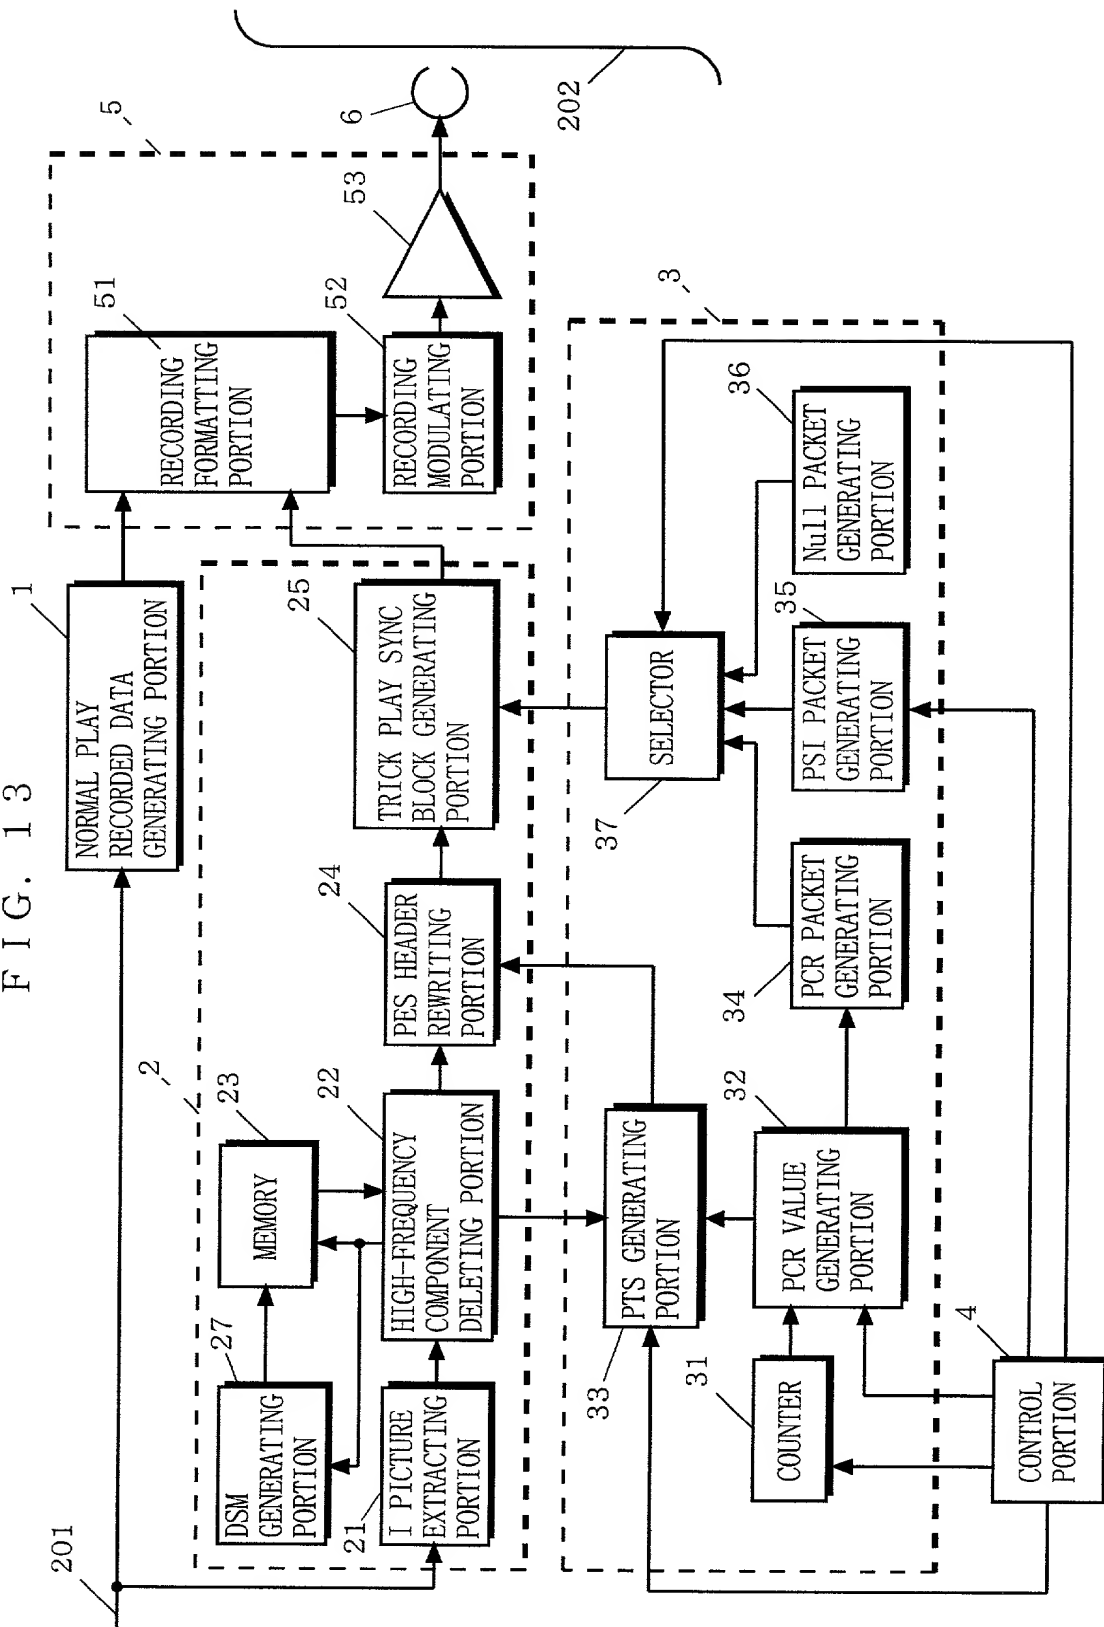 FIG. 13
201
1
NORMAL PLAY
RECORDED DATA
GENERATING PORTION
5
51
RECORDING
FORMATTING
PORTION
52
RECORDING
MODULATING
PORTION
53
6
202
2
27
DSM
GENERATING
PORTION
23
MEMORY
21
I PICTURE
EXTRACTING
PORTION
22
HIGH-FREQUENCY
COMPONENT
DELETING PORTION
24
PES HEADER
REWRITING
PORTION
25
TRICK PLAY SYNC
BLOCK GENERATING
PORTION
3
33
PTS GENERATING
PORTION
37
SELECTOR
31
COUNTER
32
PCR VALUE
GENERATING
PORTION
34
PCR PACKET
GENERATING
PORTION
35
PSI PACKET
GENERATING
PORTION
36
Null PACKET
GENERATING
PORTION
4
CONTROL
PORTION